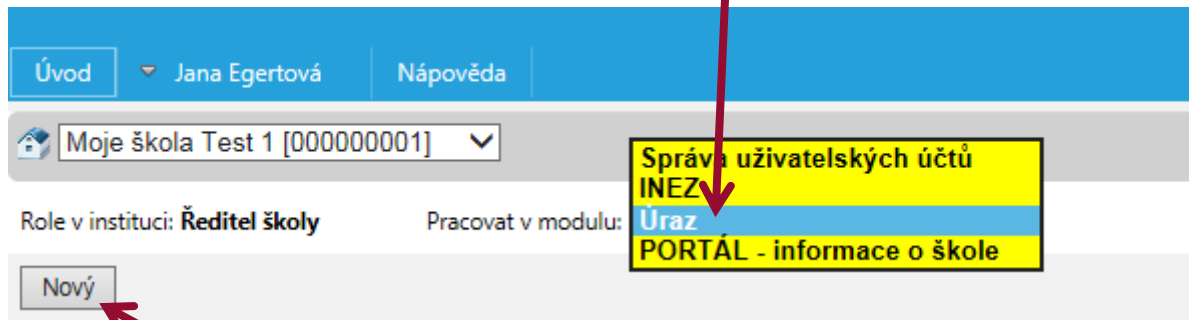 Úvod Jana Egertová Nápověda
Moje škola Test 1 [000000001]
Správa uživatelských účtů
INEZ
Role v instituci: Ředitel školy Pracovat v modulu: Úraz
PORTÁL - informace o škole
Nový